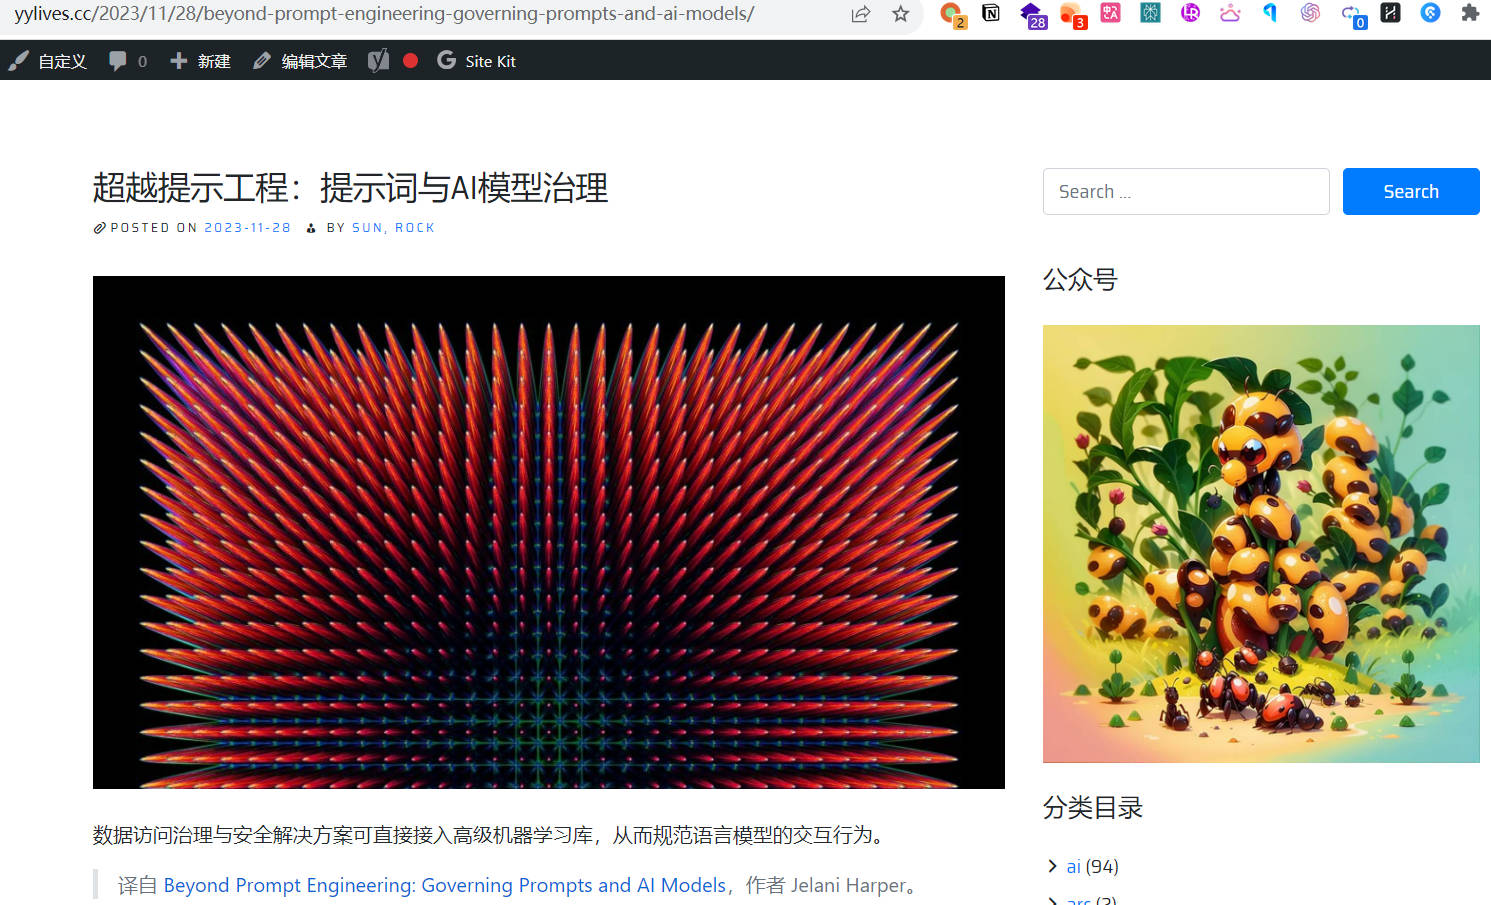 yylives.cc/2023/11/28/beyond-prompt-engineering-governing-prompts-and-ai-models/
2
28
3
0
自定义
0
新建
编辑文章
Site Kit
超越提示工程：提示词与AI模型治理
POSTED ON 2023-11-28 BY SUN, ROCK
Search ...
Search
公众号
数据访问治理与安全解决方案可直接接入高级机器学习库，从而规范语言模型的交互行为。
译自 Beyond Prompt Engineering: Governing Prompts and AI Models，作者 Jelani Harper。
分类目录
ai (94)